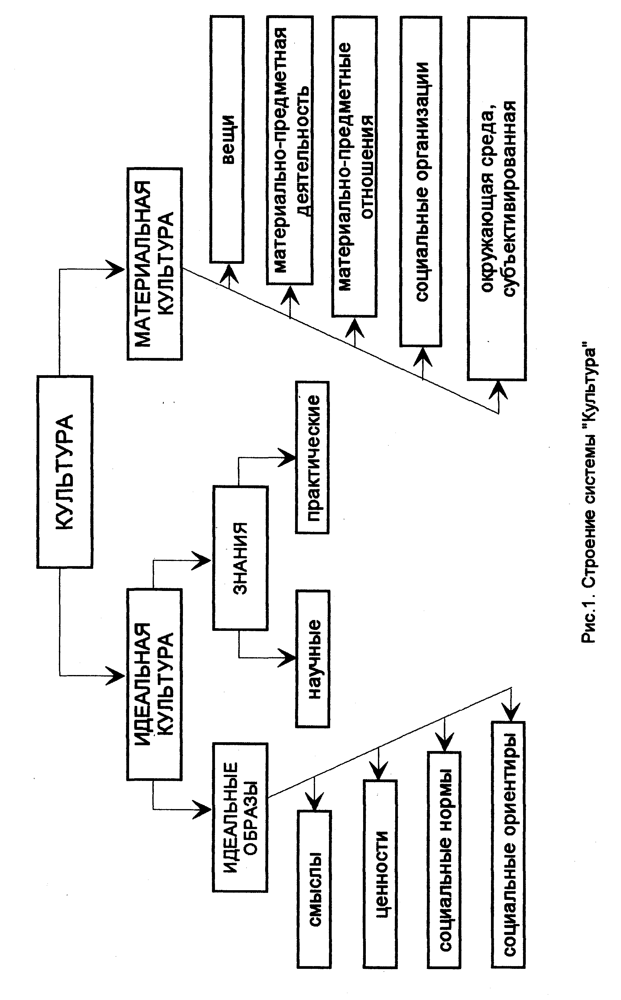 КУЛЬТУРА
ИДЕАЛЬНАЯ
КУЛЬТУРА
МАТЕРИАЛЬНАЯ
КУЛЬТУРА
ИДЕАЛЬНЫЕ
ОБРАЗЫ
ЗНАНИЯ
смыслы
ценности
социальные нормы
социальные ориентиры
научные
практические
вещи
материально-предметная
деятельность
материально-предметные
отношения
социальные организации
окружающая среда,
субъективированная
Рис.1. Строение системы "Культура"